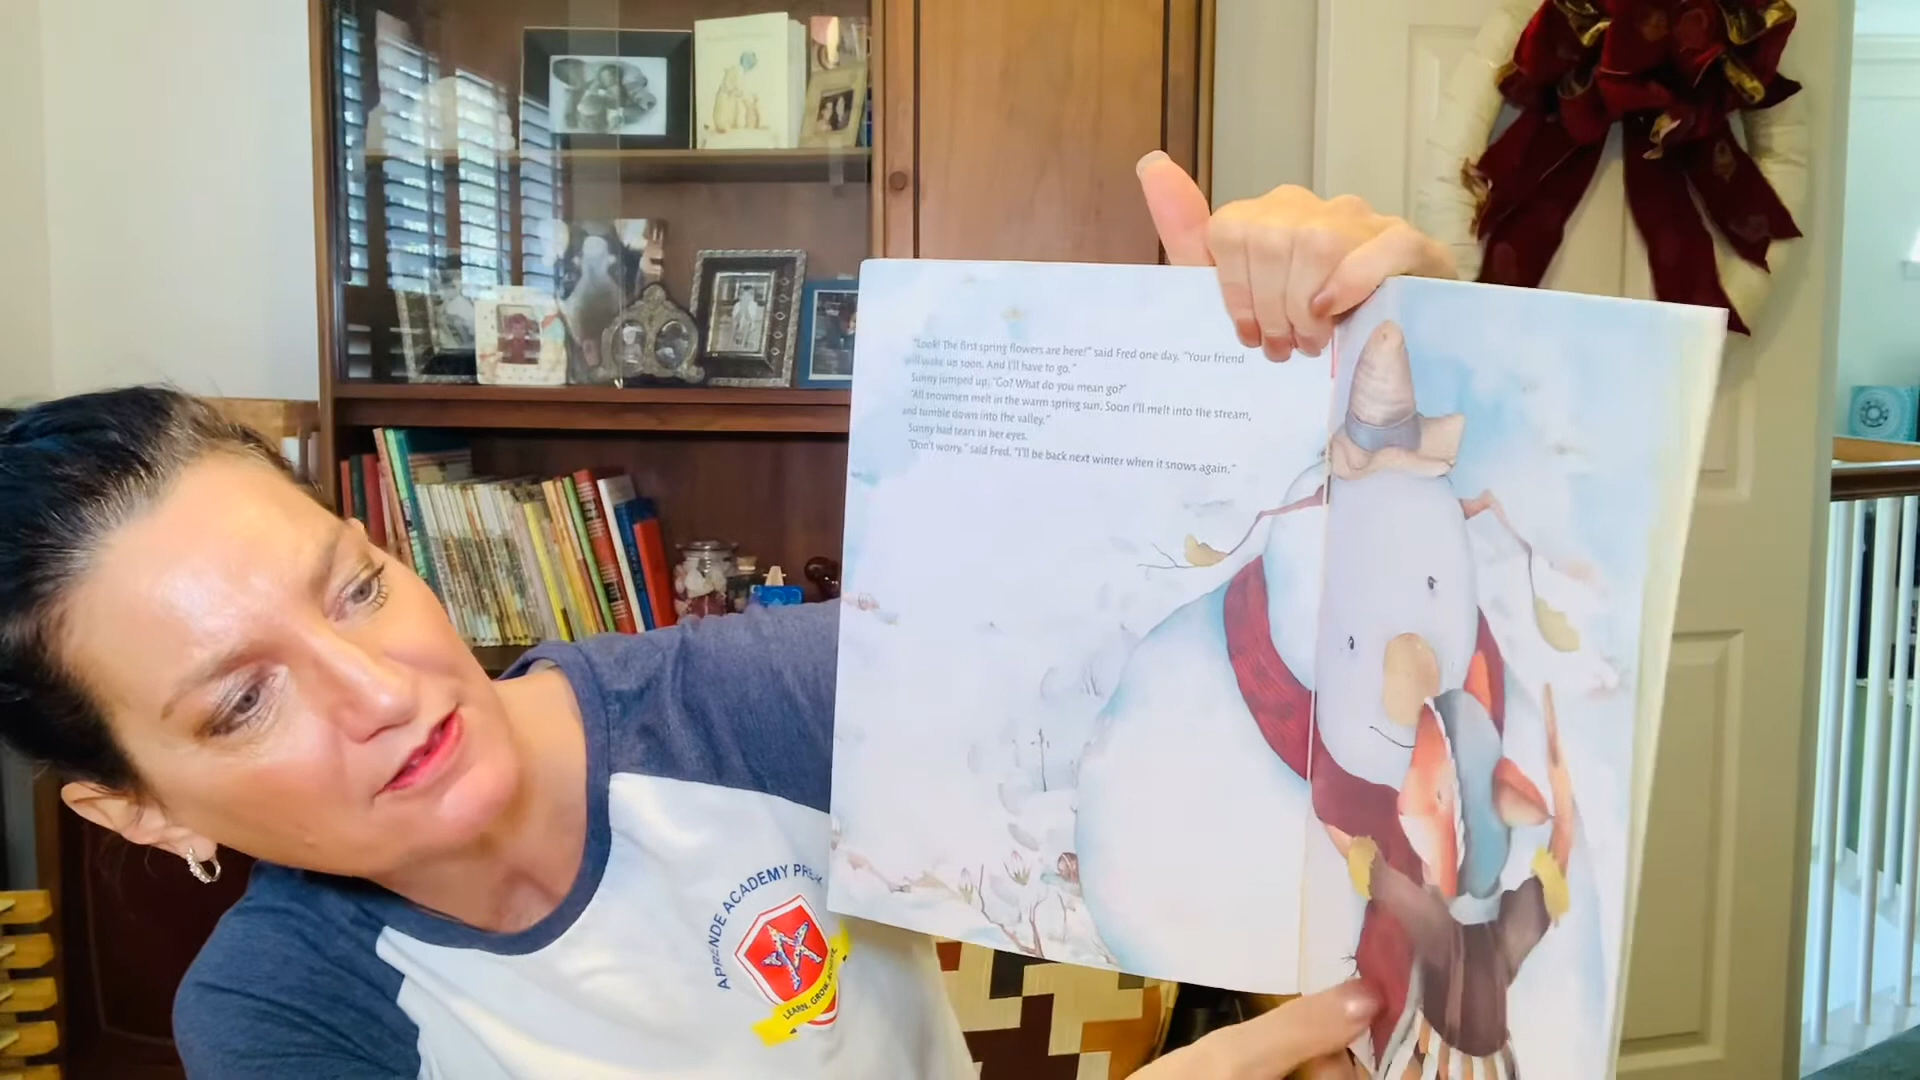 "Look! The first spring flowers are here!" said Fred one day. "Your friend
will wake up soon. And I'll have to go."
Sunny jumped up. "Go? What do you mean go?"
"All snowmen melt in the warm spring sun. Soon I'll melt into the stream,
and tumble down into the valley."
Sunny had tears in her eyes.
"Don't worry," said Fred. "I'll be back next winter when it snows again."
APRENDE ACADEMY
LEARN. GROW.